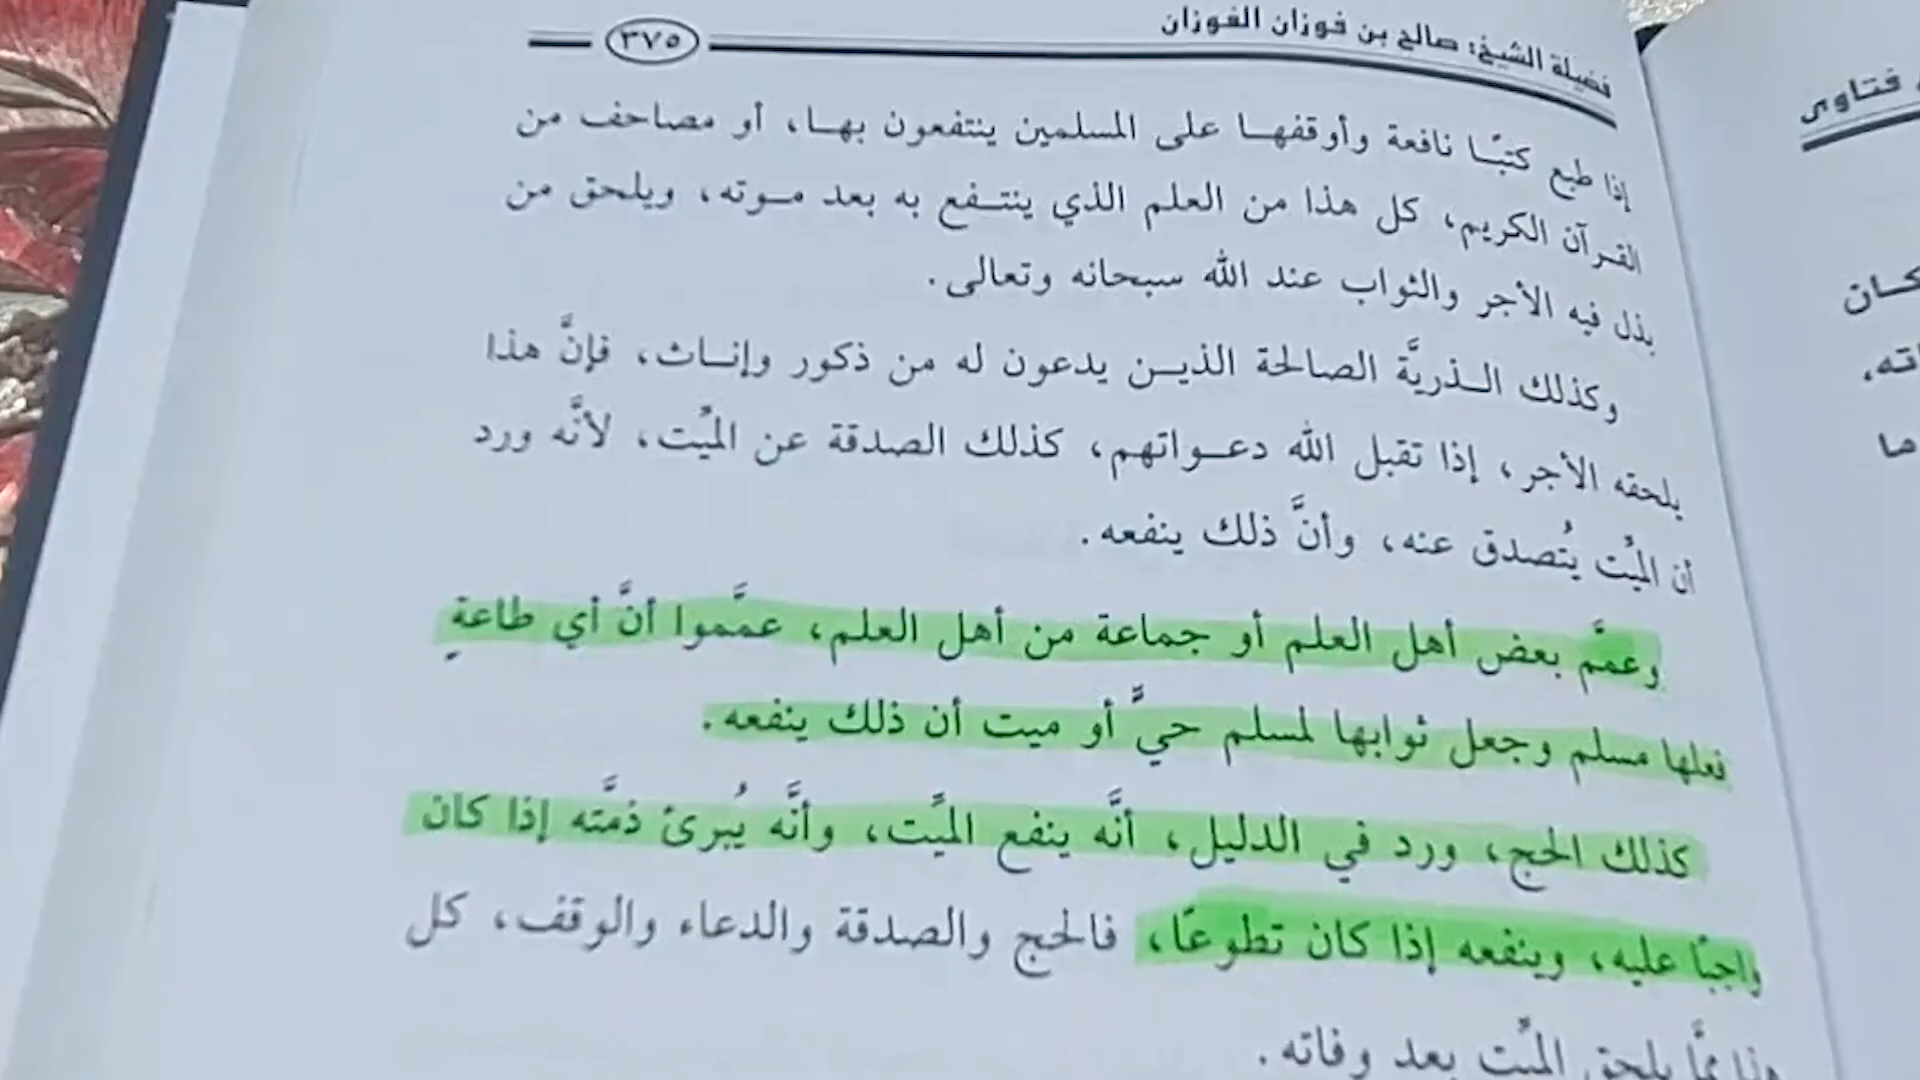 فضيلة الشيخ: صالح بن فوزان الفوزان
٣٧٥
إذا طبع كتبًا نافعة وأوقفها على المسلمين ينتفعون بها، أو مصاحف من
القرآن الكريم، كل هذا من العلم الذي ينتفع به بعد موته، ويلحق من
بذل فيه الأجر والثواب عند الله سبحانه وتعالى.
وكذلك الذريَّة الصالحة الذين يدعون له من ذكور وإناث، فإنَّ هذا
يلحقه الأجر، إذا تقبل الله دعواتهم، كذلك الصدقة عن الميِّت، لأنَّه ورد
أن الميِّت يُتصدق عنه، وأنَّ ذلك ينفعه.
وعمَّم بعض أهل العلم أو جماعة من أهل العلم، عمَّموا أنَّ أي طاعةٍ
فعلها مسلم وجعل ثوابها لمسلم حيٍّ أو ميت أن ذلك ينفعه.
كذلك الحج، ورد في الدليل، أنَّه ينفع الميِّت، وأنَّه يُبرئ ذمَّته إذا كان
واجبًا عليه، وينفعه إذا كان تطوعًا، فالحج والصدقة والدعاء والوقف، كل
هذا ممَّا يلحق الميِّت بعد وفاته.
فتاوى
كان
ما